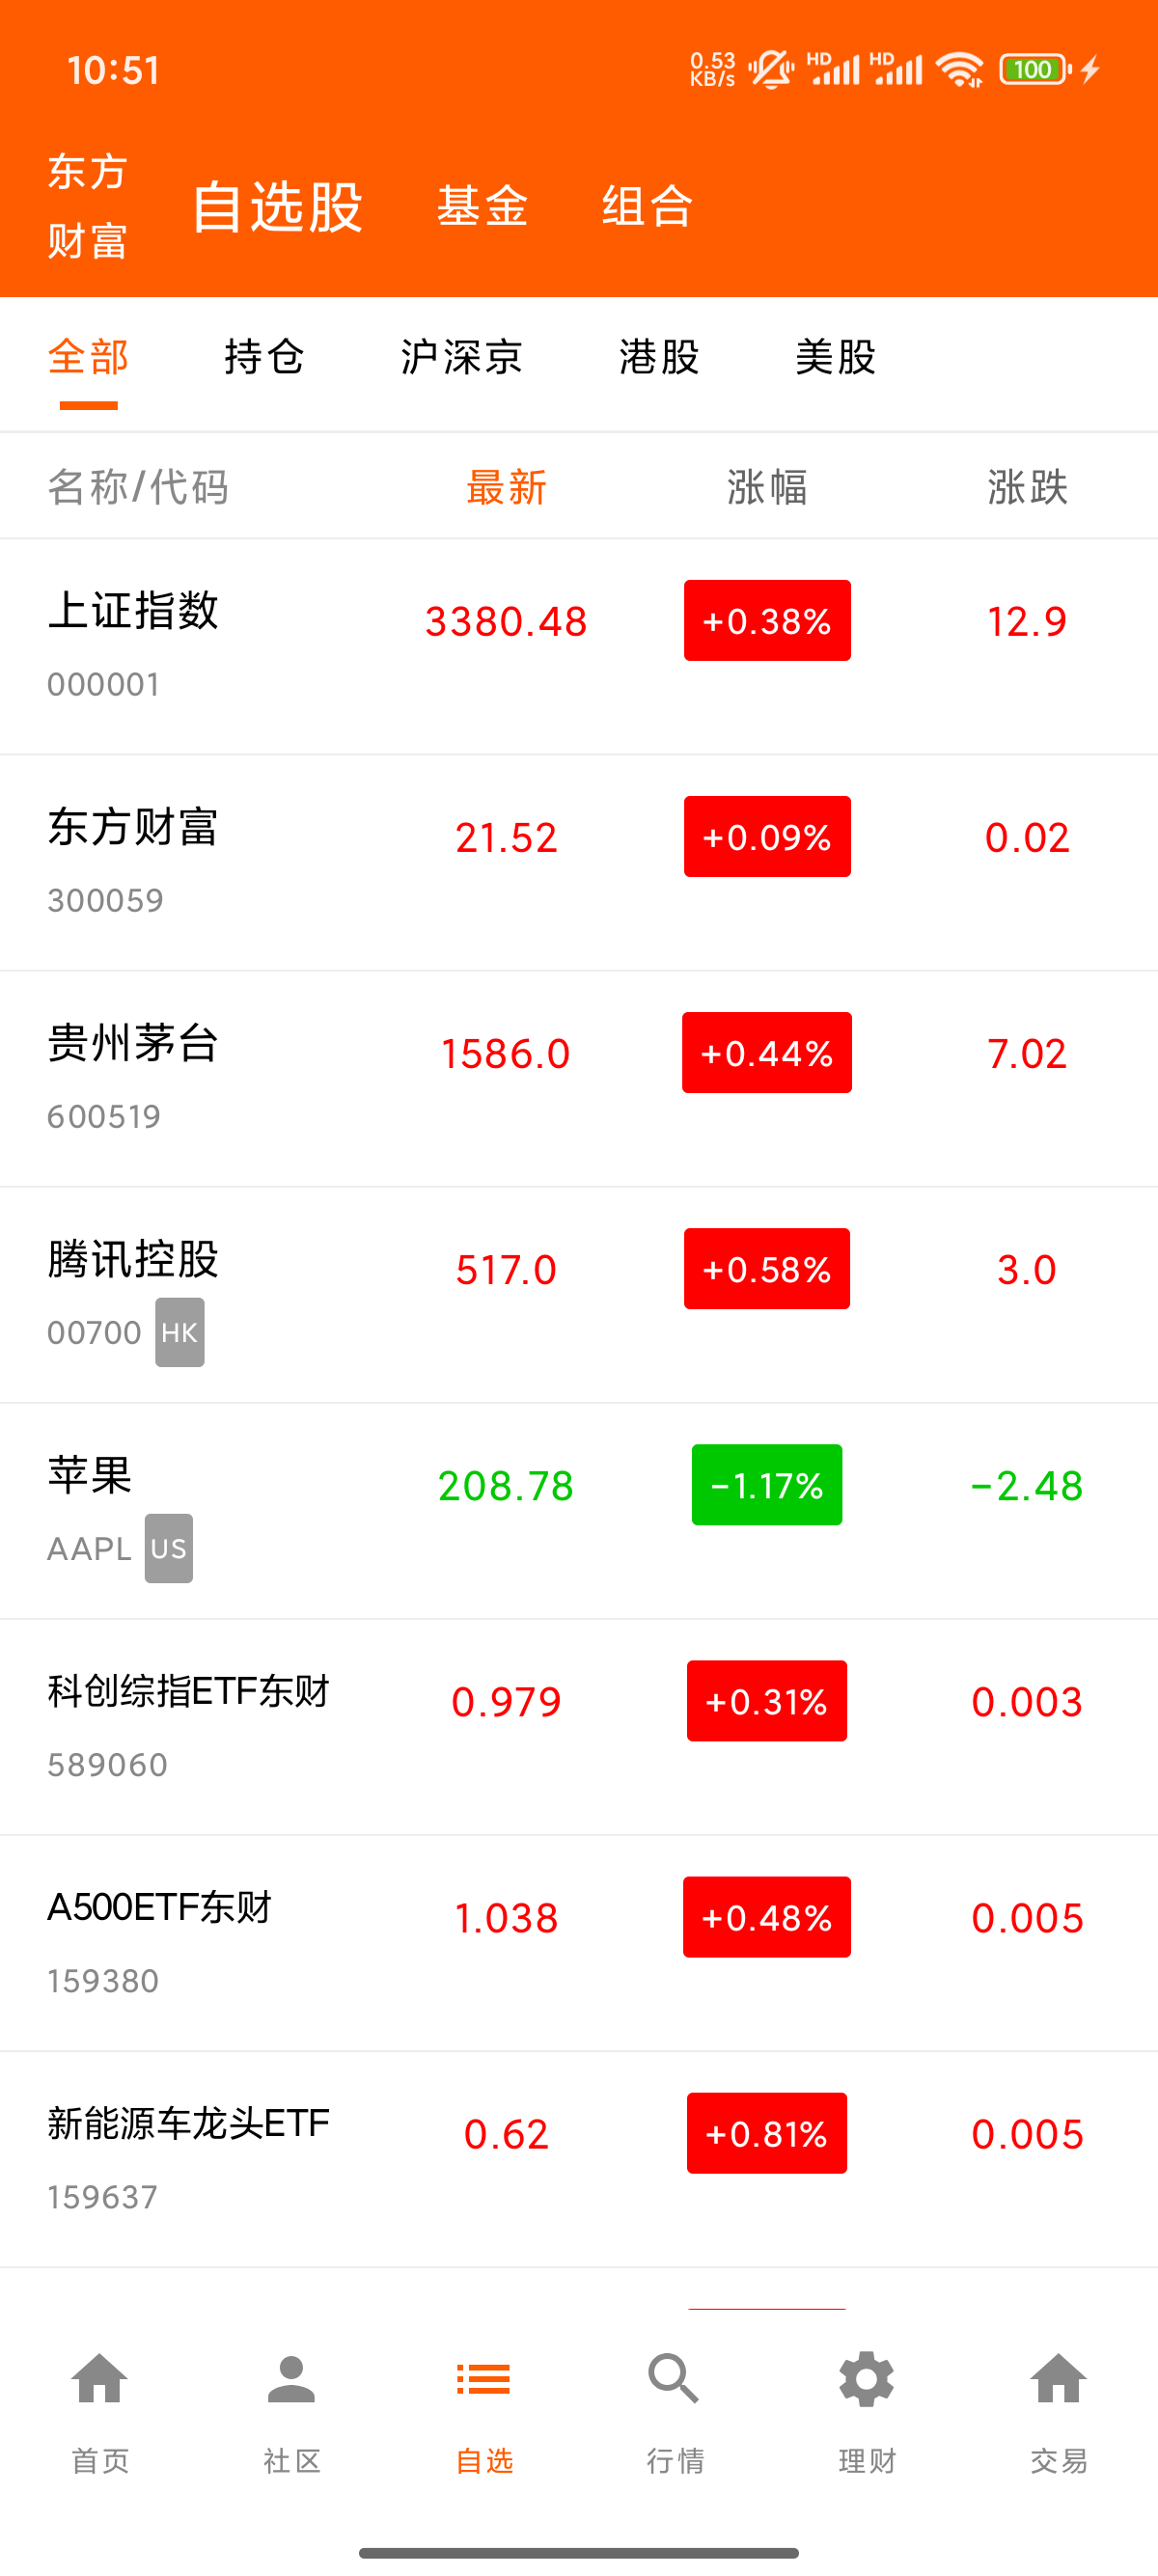 10:51
0.53
KB/s
HD HD 100
东方
财富
自选股 基金 组合
全部 持仓 沪深京 港股 美股
名称/代码 最新 涨幅 涨跌
上证指数 3380.48 +0.38% 12.9
000001
东方财富 21.52 +0.09% 0.02
300059
贵州茅台 1586.0 +0.44% 7.02
600519
腾讯控股 517.0 +0.58% 3.0
00700 HK
苹果 208.78 -1.17% -2.48
AAPL US
科创综指ETF东财 0.979 +0.31% 0.003
589060
A500ETF东财 1.038 +0.48% 0.005
159380
新能源车龙头ETF 0.62 +0.81% 0.005
159637
首页 社区 自选 行情 理财 交易